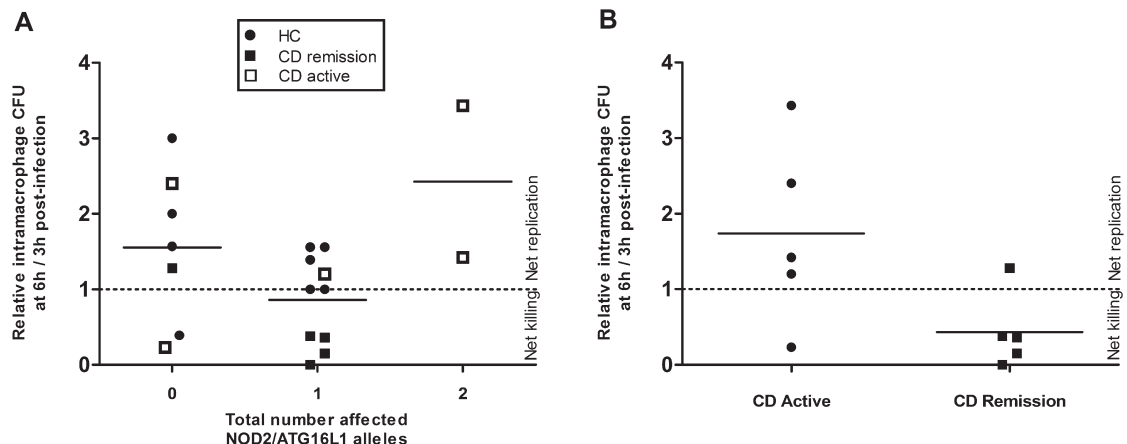 A
HC
CD remission
CD active
Relative intramacrophage CFU
at 6h / 3h post-infection
4
3
2
1
0
Net killing
Net replication
0
1
2
Total number affected
NOD2/ATG16L1 alleles
B
Relative intramacrophage CFU
at 6h / 3h post-infection
4
3
2
1
0
Net killing
Net replication
CD Active
CD Remission